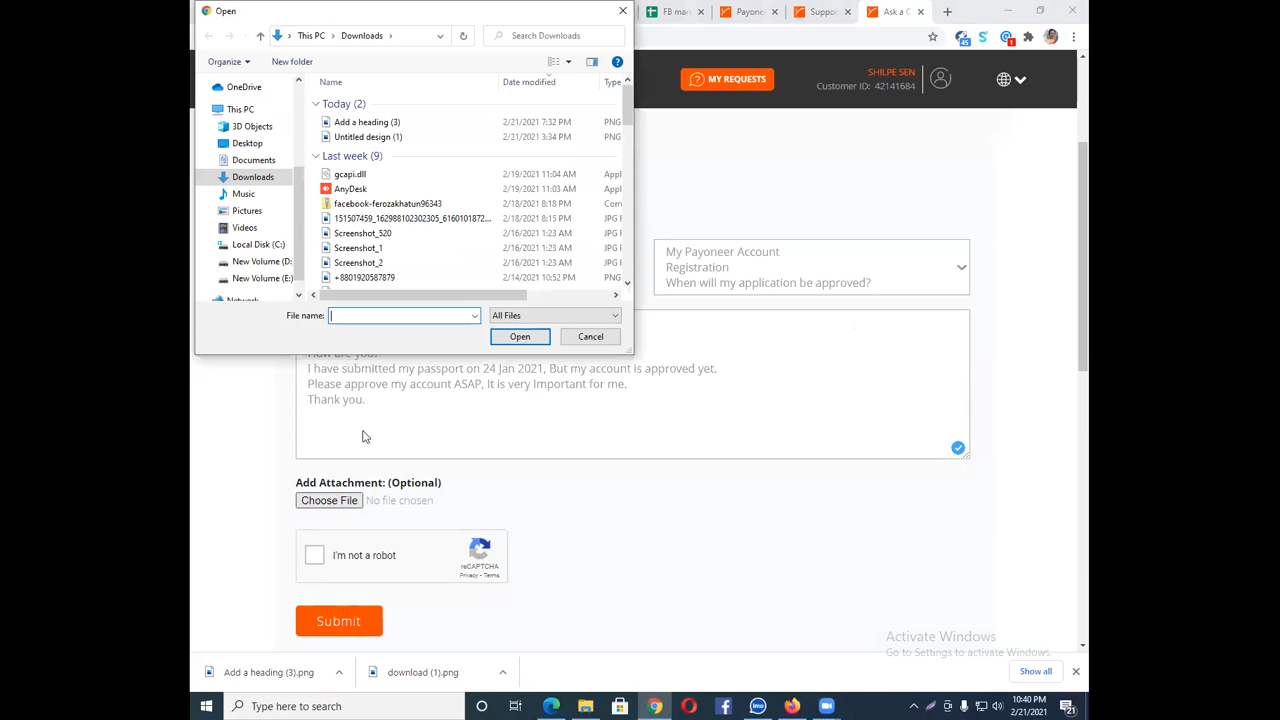 Open
FB mar
Payone
Suppor
Ask a C
This PC
Downloads
Search Downloads
Organize
New folder
45
1
MY REQUESTS
SHILPE SEN
Customer ID: 42141684
OneDrive
This PC
3D Objects
Desktop
Documents
Downloads
Music
Pictures
Videos
Local Disk (C:)
New Volume (D:
New Volume (E:)
Network
Name
Date modified
Type
Today (2)
Add a heading (3) 2/21/2021 7:32 PM PNG
Untitled design (1) 2/21/2021 3:34 PM PNG
Last week (9)
gcapi.dll 2/19/2021 11:04 AM Appl
AnyDesk 2/19/2021 11:03 AM Appl
facebook-ferozakhatun96343 2/18/2021 8:18 PM Com
151507459_162988102302305_6160101872... 2/18/2021 8:15 PM JPG F
Screenshot_520 2/16/2021 1:23 AM JPG F
Screenshot_1 2/16/2021 1:23 AM JPG F
Screenshot_2 2/16/2021 1:23 AM JPG F
+8801920587879 2/14/2021 10:52 PM PNG
File name:
All Files
Open
Cancel
My Payoneer Account
Registration
When will my application be approved?
How are you?
I have submitted my passport on 24 Jan 2021, But my account is approved yet.
Please approve my account ASAP, It is very Important for me.
Thank you.
Add Attachment: (Optional)
Choose File No file chosen
I'm not a robot
reCAPTCHA
Privacy - Terms
Submit
Activate Windows
Go to Settings to activate Windows.
Add a heading (3).png
download (1).png
Show all
Type here to search
imo
10:40 PM
2/21/2021
21